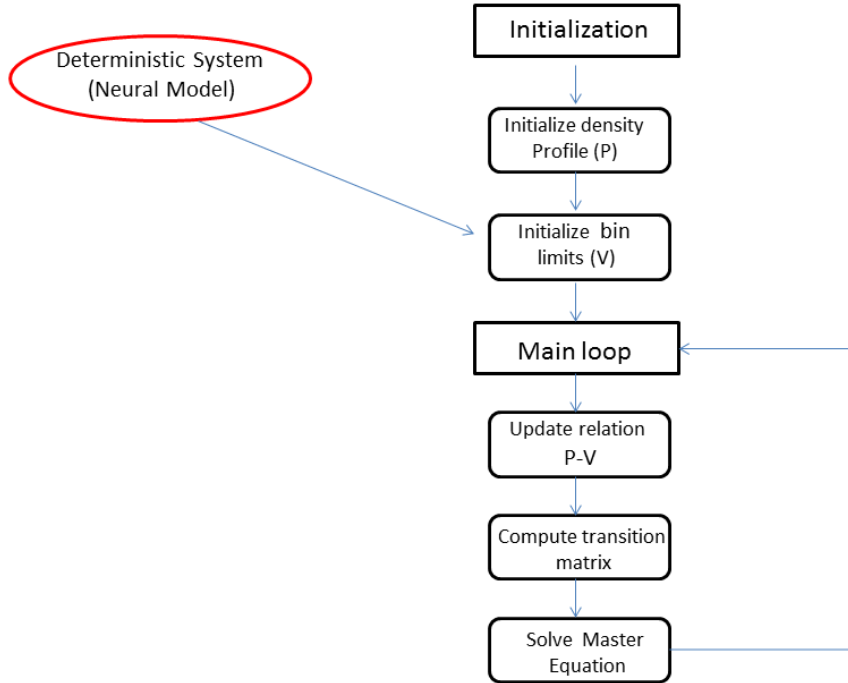 Initialization
Deterministic System
(Neural Model)
Initialize density
Profile (P)
Initialize bin
limits (V)
Main loop
Update relation
P-V
Compute transition
matrix
Solve Master
Equation